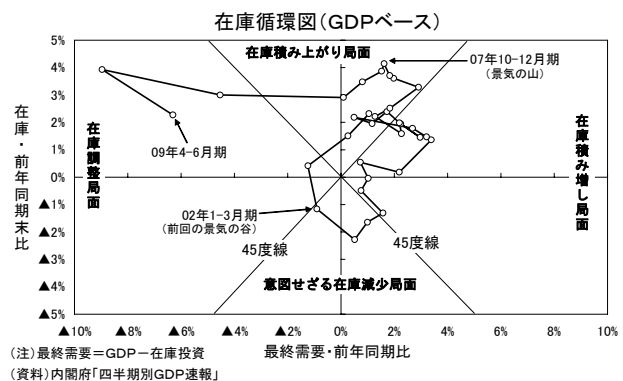 在庫循環図(GDPベース)
5%
4%
3%
2%
1%
0%
▲1%
▲2%
▲3%
▲4%
▲5%
在庫・前年同期末比
在庫積み上がり局面
07年10-12月期
(景気の山)
在庫調整局面
09年4-6月期
在庫積み増し局面
02年1-3月期
(前回の景気の谷)
45度線
45度線
意図せざる在庫減少局面
▲10% ▲8% ▲6% ▲4% ▲2% 0% 2% 4% 6% 8% 10%
(注)最終需要=GDP-在庫投資
最終需要・前年同期比
(資料)内閣府「四半期別GDP速報」